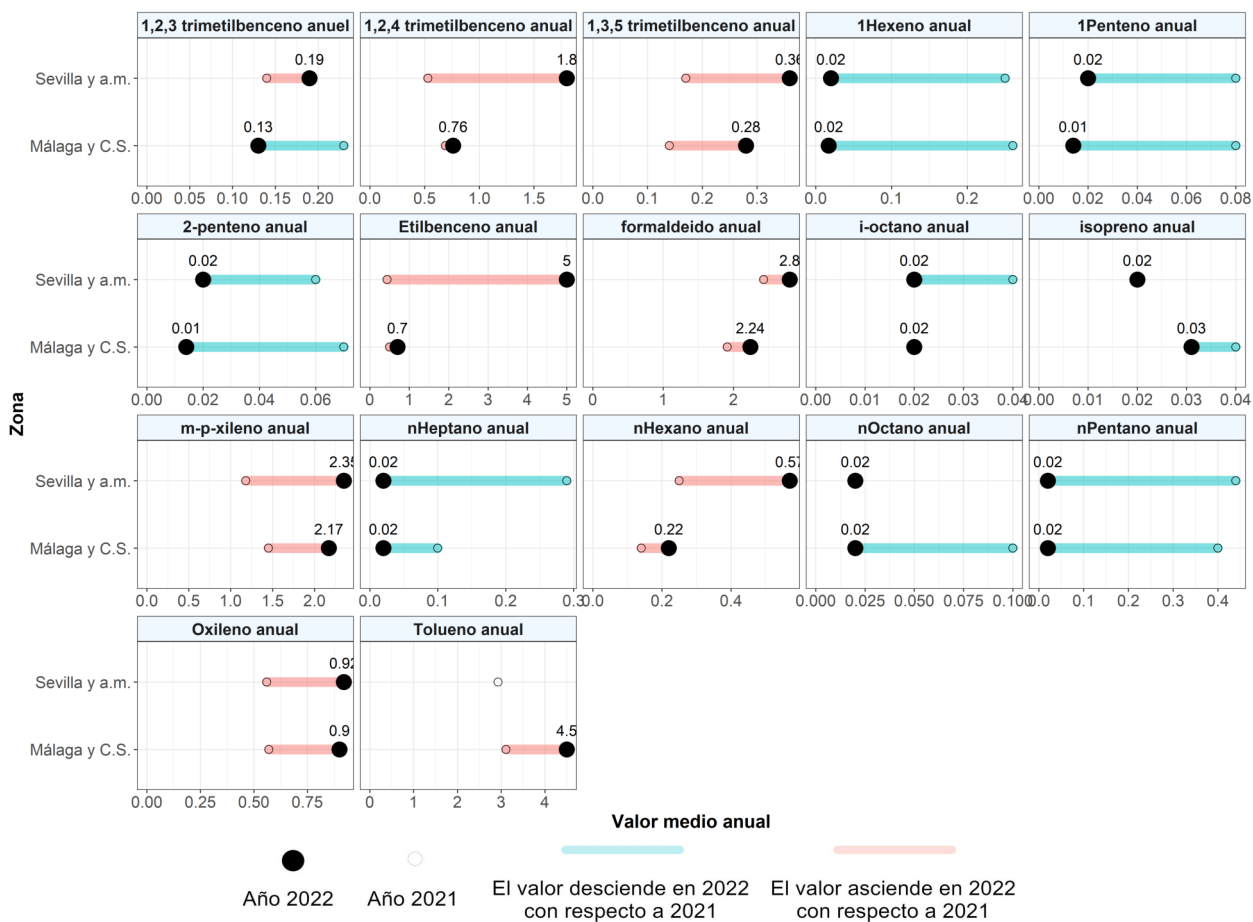 1,2,3 trimetilbenceno anuel 1,2,4 trimetilbenceno anual 1,3,5 trimetilbenceno anual 1Hexeno anual 1Penteno anual
0.19 1.8 0.36 0.02 0.02
Sevilla y a.m.
0.13 0.76 0.28 0.02 0.01
Málaga y C.S.
0.00 0.05 0.10 0.15 0.20 0.0 0.5 1.0 1.5 0.0 0.1 0.2 0.3 0.0 0.1 0.2 0.00 0.02 0.04 0.06 0.08
2-penteno anual Etilbenceno anual formaldeido anual i-octano anual isopreno anual
0.02 5 2.8 0.02 0.02
Sevilla y a.m.
0.01 0.7 2.24 0.02 0.03
Málaga y C.S.
0.00 0.02 0.04 0.06 0 1 2 3 4 5 0 2 0.00 0.01 0.02 0.03 0.04 0.00 0.01 0.02 0.03 0.04
Zona
m-p-xileno anual nHeptano anual nHexano anual nOctano anual nPentano anual
2.35 0.02 0.57 0.02 0.02
Sevilla y a.m.
2.17 0.02 0.22 0.02 0.02
Málaga y C.S.
0.0 0.5 1.0 1.5 2.0 0.0 0.1 0.2 0.3 0.0 0.2 0.4 0.000 0.025 0.050 0.075 0.100 0.0 0.1 0.2 0.3 0.4
Oxileno anual Tolueno anual
0.92
Sevilla y a.m.
0.9 4.5
Málaga y C.S.
0.00 0.25 0.50 0.75 0 1 2 3 4
Valor medio anual
Año 2022 Año 2021 El valor desciende en 2022 El valor asciende en 2022
con respecto a 2021 con respecto a 2021